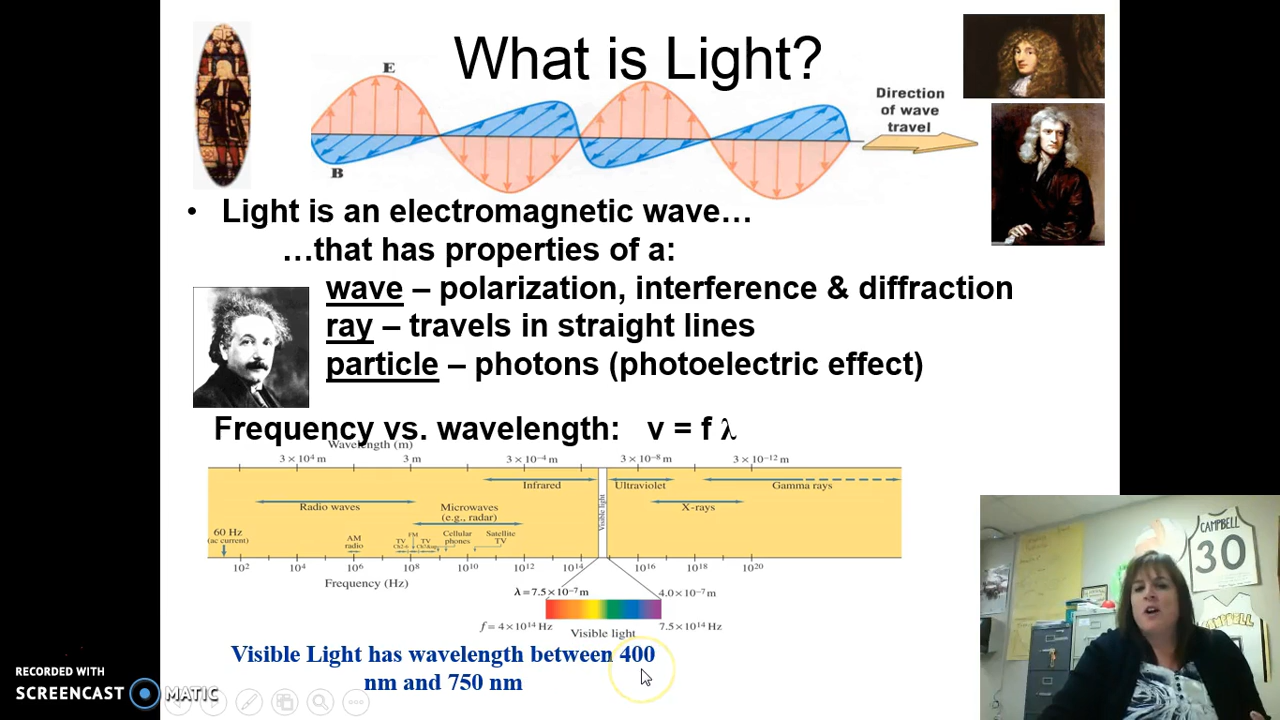 What is Light?
E
B
Direction
of wave
travel
• Light is an electromagnetic wave…
…that has properties of a:
wave – polarization, interference & diffraction
ray – travels in straight lines
particle – photons (photoelectric effect)
Frequency vs. wavelength: v = f λ
Wavelength (m)
3 × 10⁴ m 3 m 3 × 10⁻⁴ m 3 × 10⁻⁸ m 3 × 10⁻¹² m
Infrared Ultraviolet Gamma rays
Visible light
Radio waves Microwaves X-rays
(e.g., radar)
60 Hz
(ac current)
AM
radio
TV FM TV
Cellular
phones
Satellite
TV
10² 10⁴ 10⁶ 10⁸ 10¹⁰ 10¹² 10¹⁴ 10¹⁶ 10¹⁸ 10²⁰
Frequency (Hz)
λ = 7.5 × 10⁻⁷ m 4.0 × 10⁻⁷ m
f = 4 × 10¹⁴ Hz 7.5 × 10¹⁴ Hz
Visible light
Visible Light has wavelength between 400
nm and 750 nm
RECORDED WITH
SCREENCAST MATIC
CAMPBELL
30
CAMPBELL